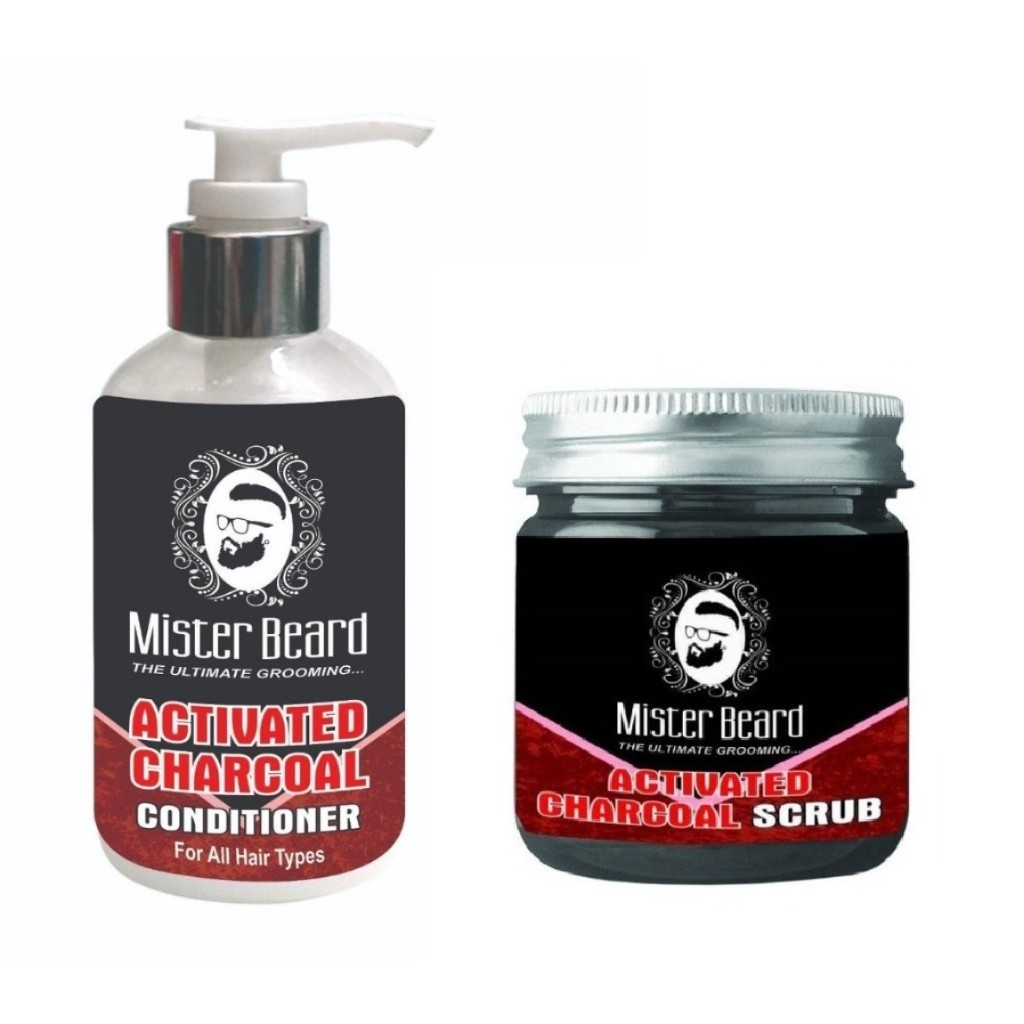 Mister Beard
THE ULTIMATE GROOMING...
ACTIVATED
CHARCOAL
CONDITIONER
For All Hair Types
Mister Beard
THE ULTIMATE GROOMING...
ACTIVATED
CHARCOAL SCRUB